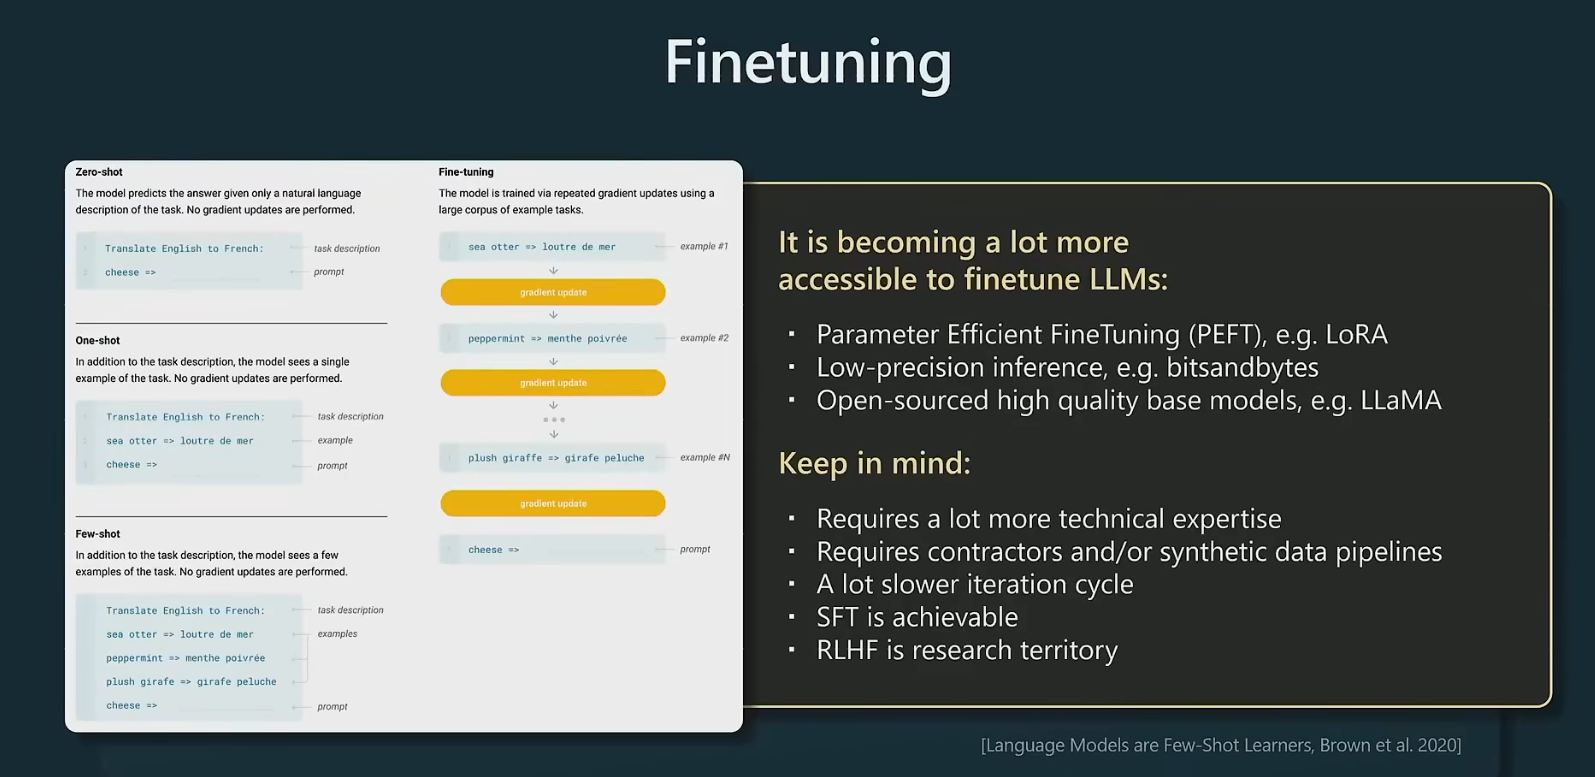 Finetuning
Zero-shot
The model predicts the answer given only a natural language
description of the task. No gradient updates are performed.
1 Translate English to French: task description
2 cheese => prompt
One-shot
In addition to the task description, the model sees a single
example of the task. No gradient updates are performed.
1 Translate English to French: task description
2 sea otter => loutre de mer example
3 cheese => prompt
Few-shot
In addition to the task description, the model sees a few
examples of the task. No gradient updates are performed.
Translate English to French: task description
sea otter => loutre de mer examples
peppermint => menthe poivrée
plush girafe => girafe peluche
cheese => prompt
Fine-tuning
The model is trained via repeated gradient updates using a
large corpus of example tasks.
1 sea otter => loutre de mer example #1
gradient update
1 peppermint => menthe poivrée example #2
gradient update
1 plush giraffe => girafe peluche example #N
gradient update
1 cheese => prompt
It is becoming a lot more
accessible to finetune LLMs:
▪ Parameter Efficient FineTuning (PEFT), e.g. LoRA
▪ Low-precision inference, e.g. bitsandbytes
▪ Open-sourced high quality base models, e.g. LLaMA
Keep in mind:
▪ Requires a lot more technical expertise
▪ Requires contractors and/or synthetic data pipelines
▪ A lot slower iteration cycle
▪ SFT is achievable
▪ RLHF is research territory
[Language Models are Few-Shot Learners, Brown et al. 2020]